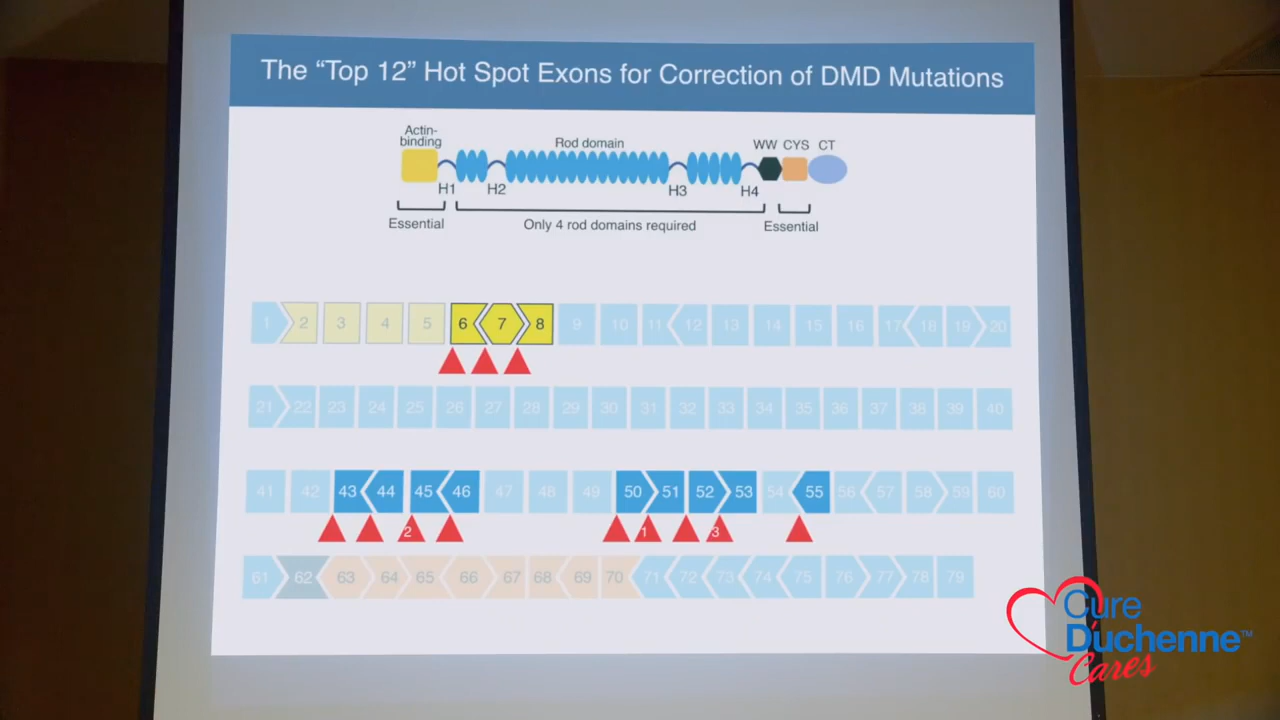 The “Top 12” Hot Spot Exons for Correction of DMD Mutations
Actin-
binding
Rod domain
WW CYS CT
H1 H2 H3 H4
Essential Only 4 rod domains required Essential
1 2 3 4 5 6 7 8 9 10 11 12 13 14 15 16 17 18 19 20
21 22 23 24 25 26 27 28 29 30 31 32 33 34 35 36 37 38 39 40
41 42 43 44 45 46 47 48 49 50 51 52 53 54 55 56 57 58 59 60
2 1 3
61 62 63 64 65 66 67 68 69 70 71 72 73 74 75 76 77 78 79
Cure
Duchenne™
Cares